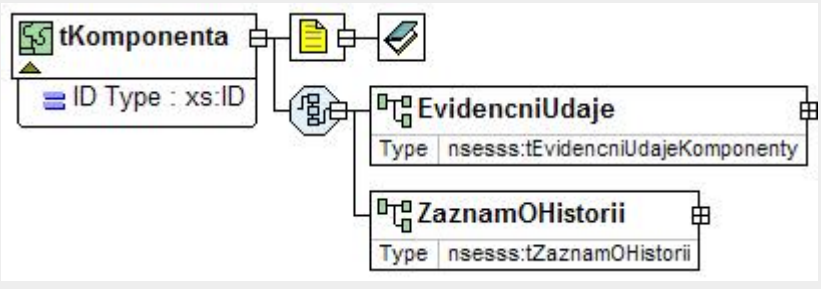 tKomponenta
ID Type : xs:ID
EvidencniUdaje
Type nsesss:tEvidencniUdajeKomponenty
ZaznamOHistorii
Type nsesss:tZaznamOHistorii